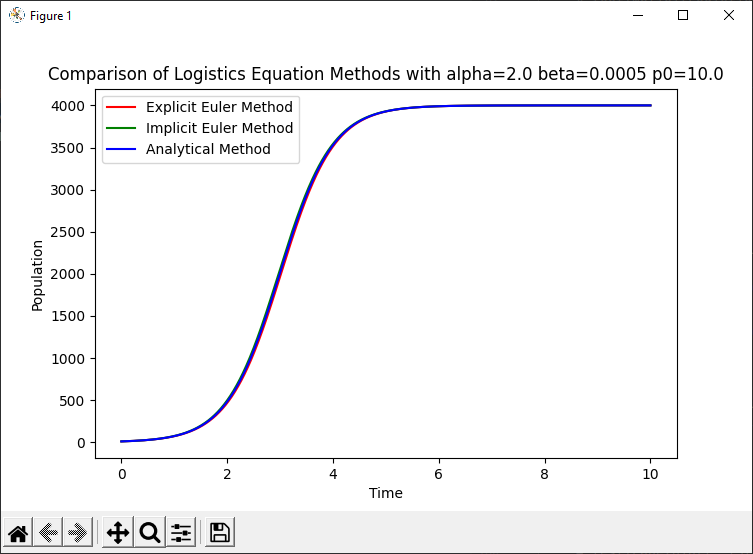 Figure 1
Comparison of Logistics Equation Methods with alpha=2.0 beta=0.0005 p0=10.0
Explicit Euler Method
Implicit Euler Method
Analytical Method
Population
4000
3500
3000
2500
2000
1500
1000
500
0
0 2 4 6 8 10
Time